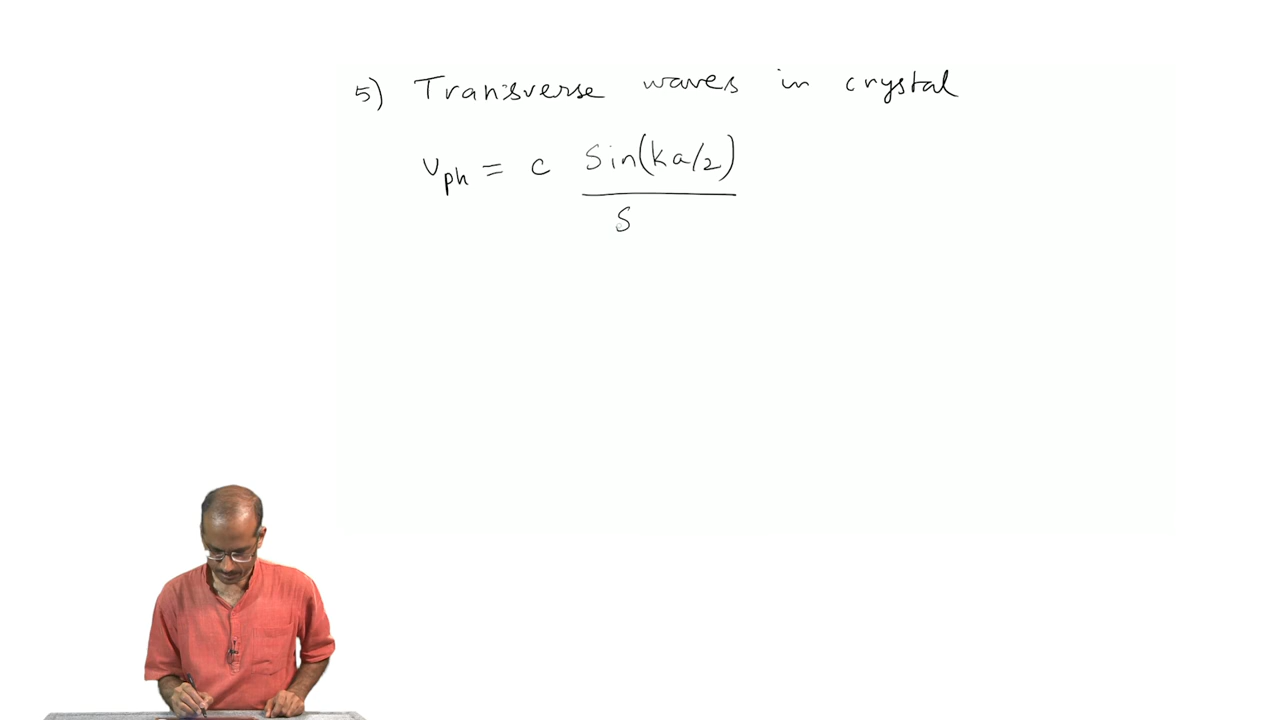 5) Transverse waves in crystal
v_ph = c sin(ka/2)
s